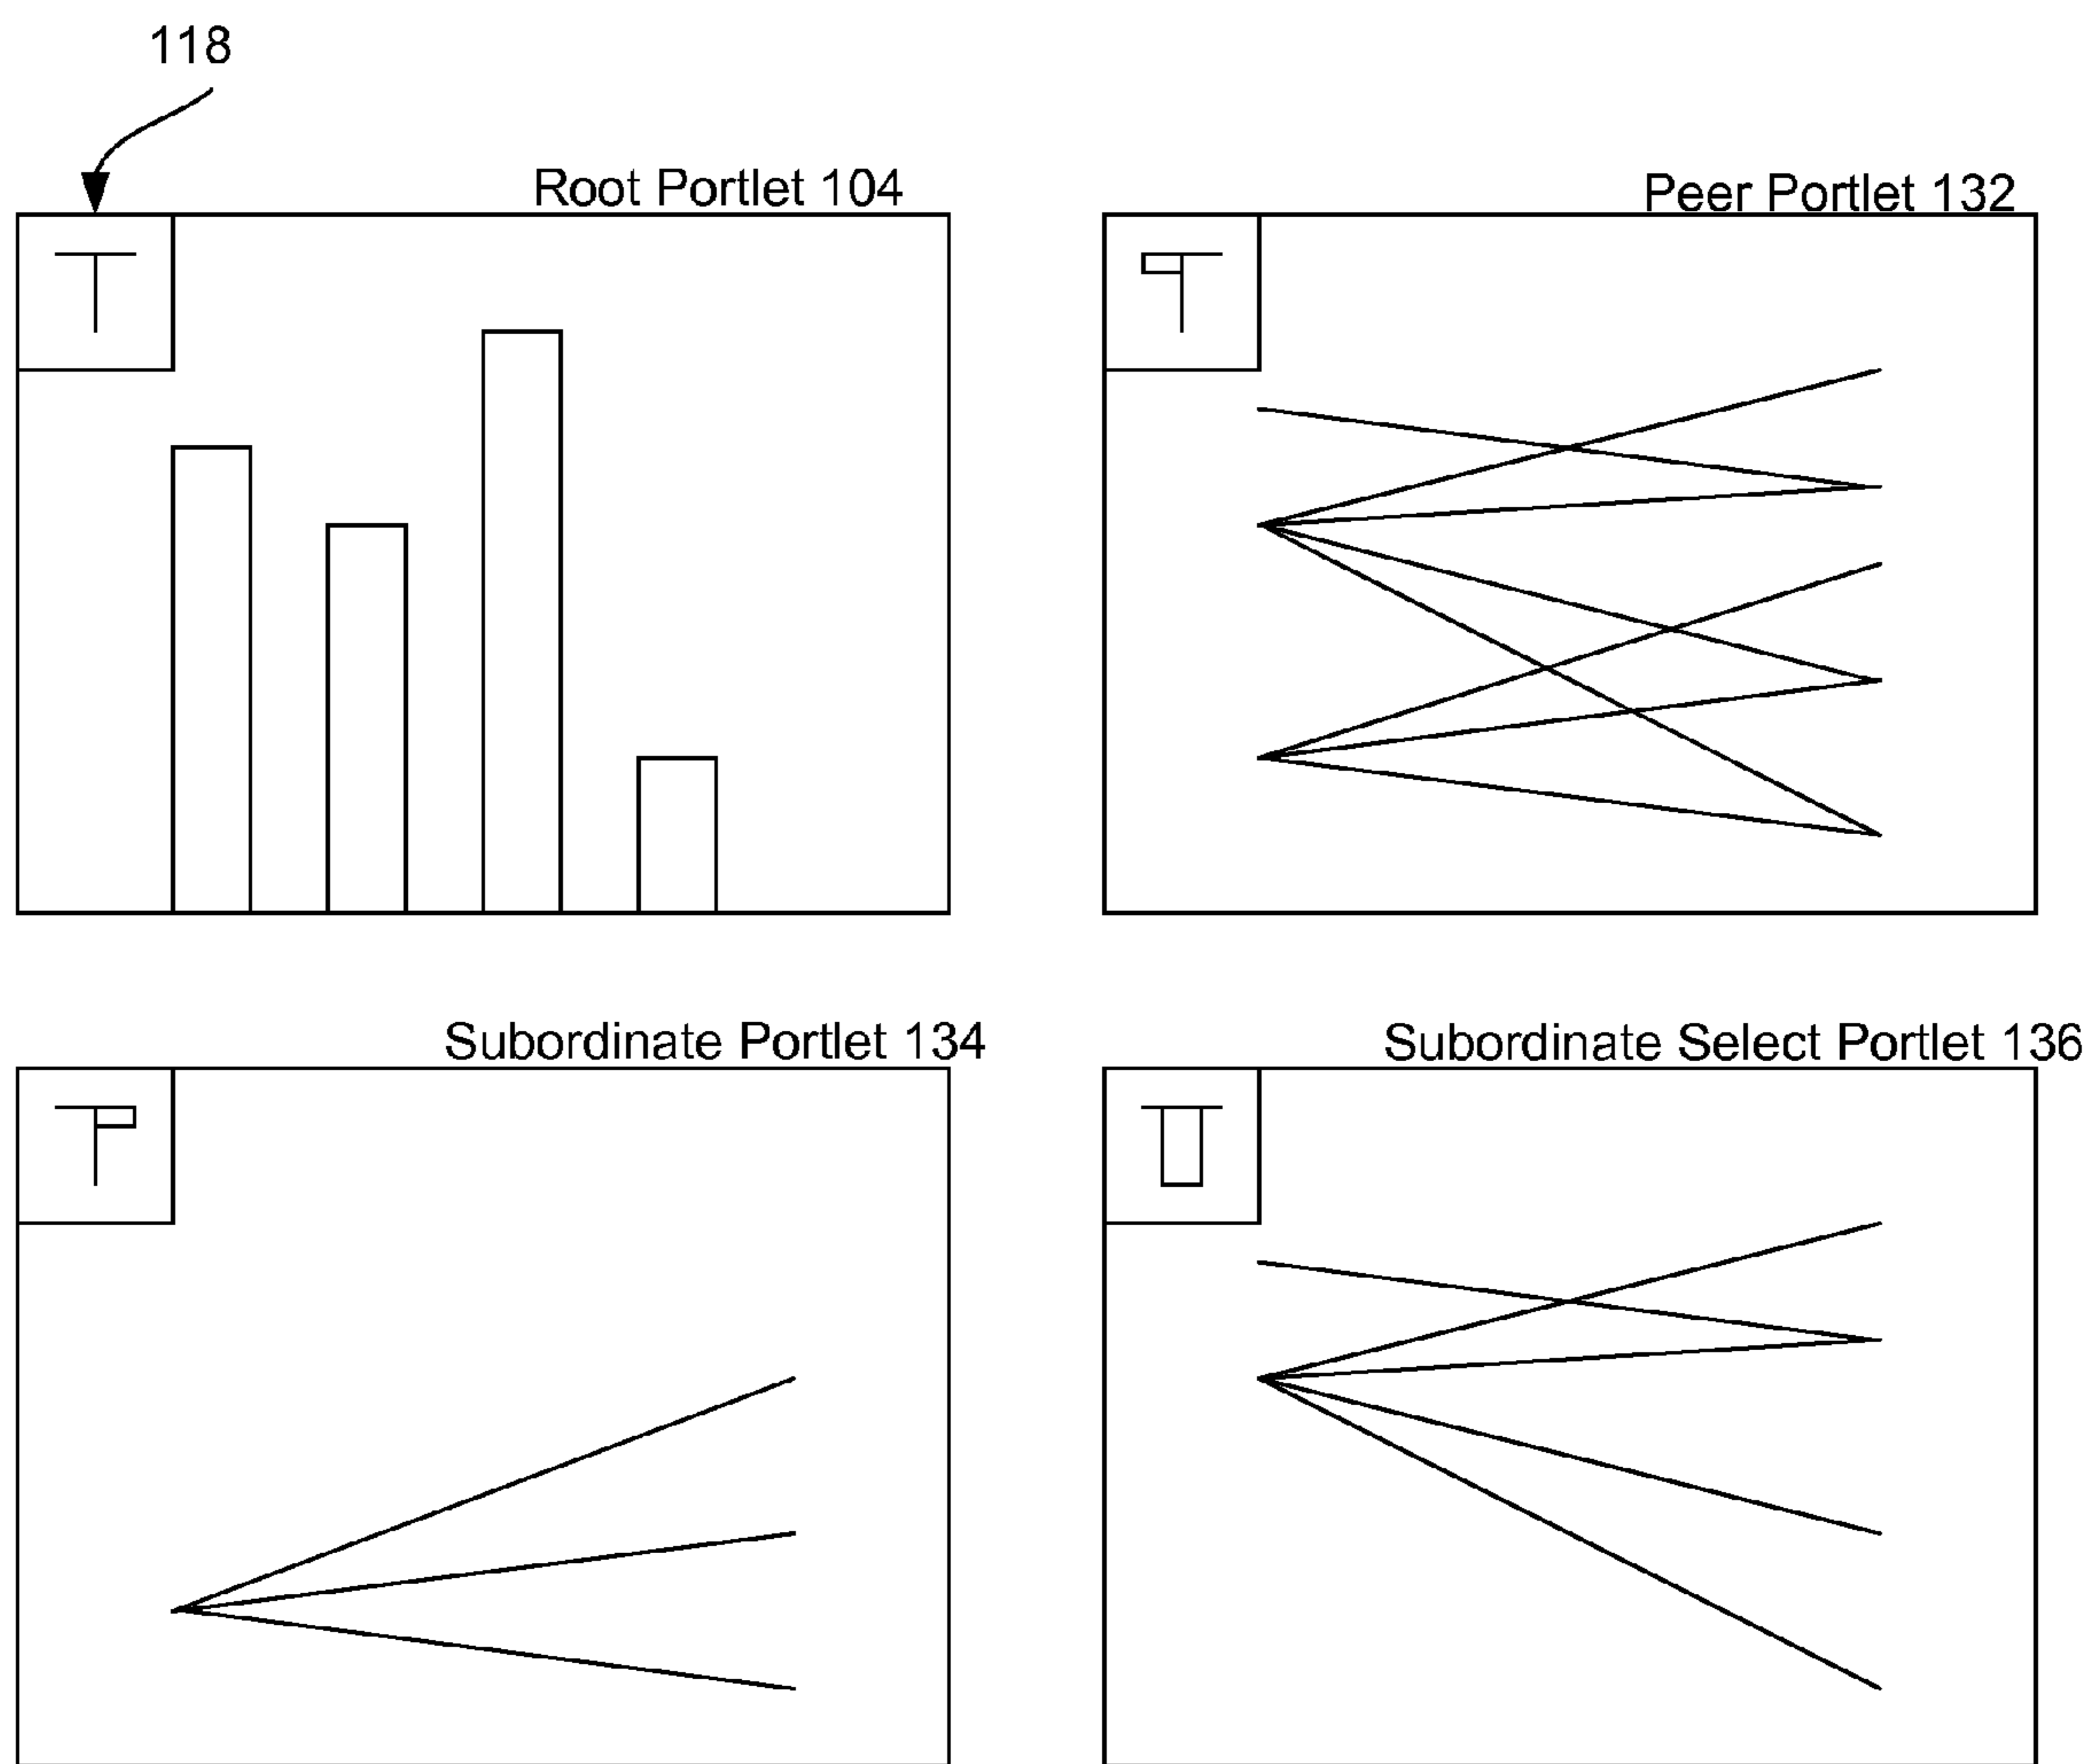 118
Root Portlet 104
Peer Portlet 132
T
Subordinate Portlet 134
Subordinate Select Portlet 136